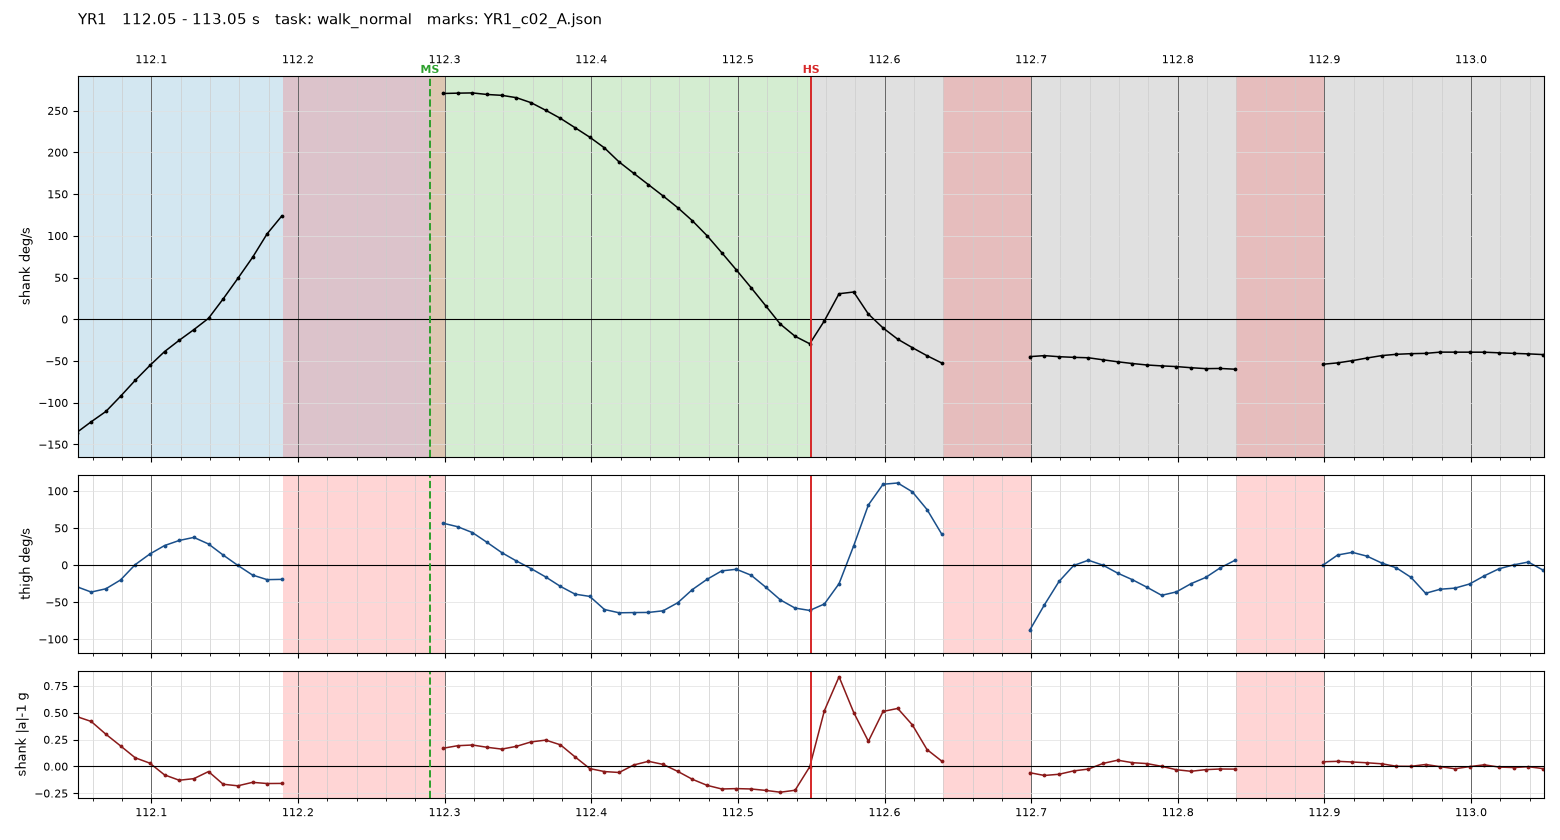 YR1   112.05 - 113.05 s   task: walk_normal   marks: YR1_c02_A.json
112.1 112.2 112.3 112.4 112.5 112.6 112.7 112.8 112.9 113.0
MS HS
shank deg/s
250
200
150
100
50
0
−50
−100
−150
thigh deg/s
100
50
0
−50
−100
shank |a|-1 g
0.75
0.50
0.25
0.00
−0.25
112.1 112.2 112.3 112.4 112.5 112.6 112.7 112.8 112.9 113.0